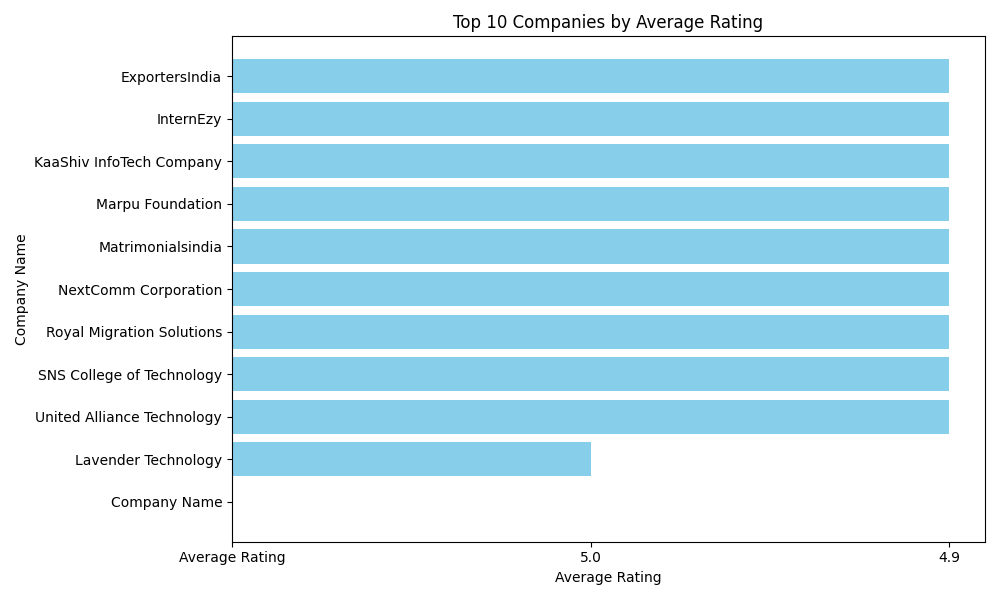 Top 10 Companies by Average Rating
Company Name
ExportersIndia
InternEzy
KaaShiv InfoTech Company
Marpu Foundation
Matrimonialsindia
NextComm Corporation
Royal Migration Solutions
SNS College of Technology
United Alliance Technology
Lavender Technology
Company Name
Average Rating 5.0 4.9
Average Rating